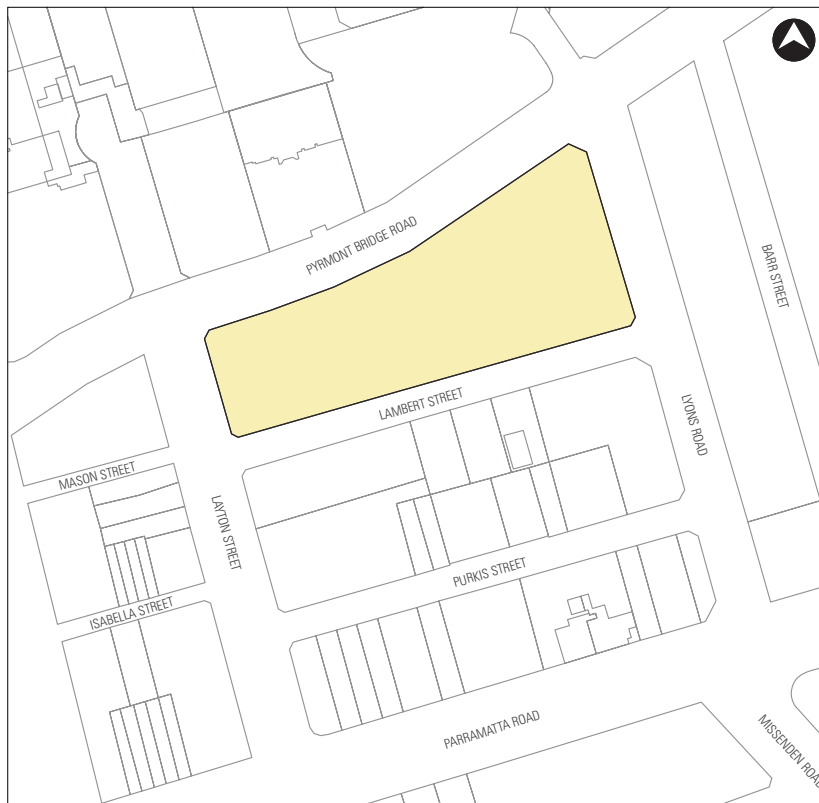 PYRMONT BRIDGE ROAD
BARR STREET
LAMBERT STREET
LYONS ROAD
MASON STREET
LAYTON STREET
PURKIS STREET
ISABELLA STREET
PARRAMATTA ROAD
MISSENDEN ROAD